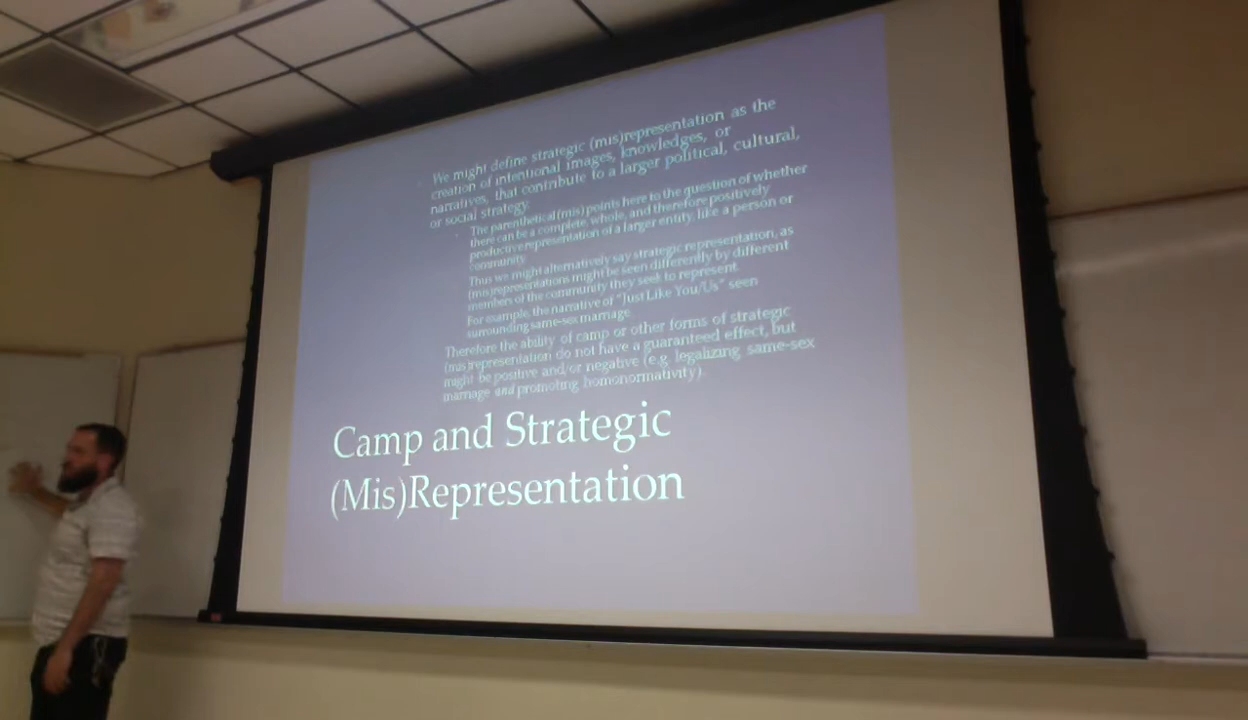 We might define strategic (mis)representation as the
creation of intentional images, knowledges, or
narratives, that contribute to a larger political, cultural,
or social strategy.
The parenthetical (mis) points here to the question of whether
there can be a complete, whole, and therefore positively
productive representation of a larger entity, like a person or
community.
Thus we might alternatively say strategic representation, as
(mis)representations might be seen differently by different
members of the community they seek to represent.
For example, the narrative of "Just Like You/Us" seen
surrounding same-sex marriage.
Therefore the ability of camp or other forms of strategic
(mis)representation do not have a guaranteed effect, but
might be positive and/or negative (e.g. legalizing same-sex
marriage and promoting homonormativity).
Camp and Strategic
(Mis)Representation